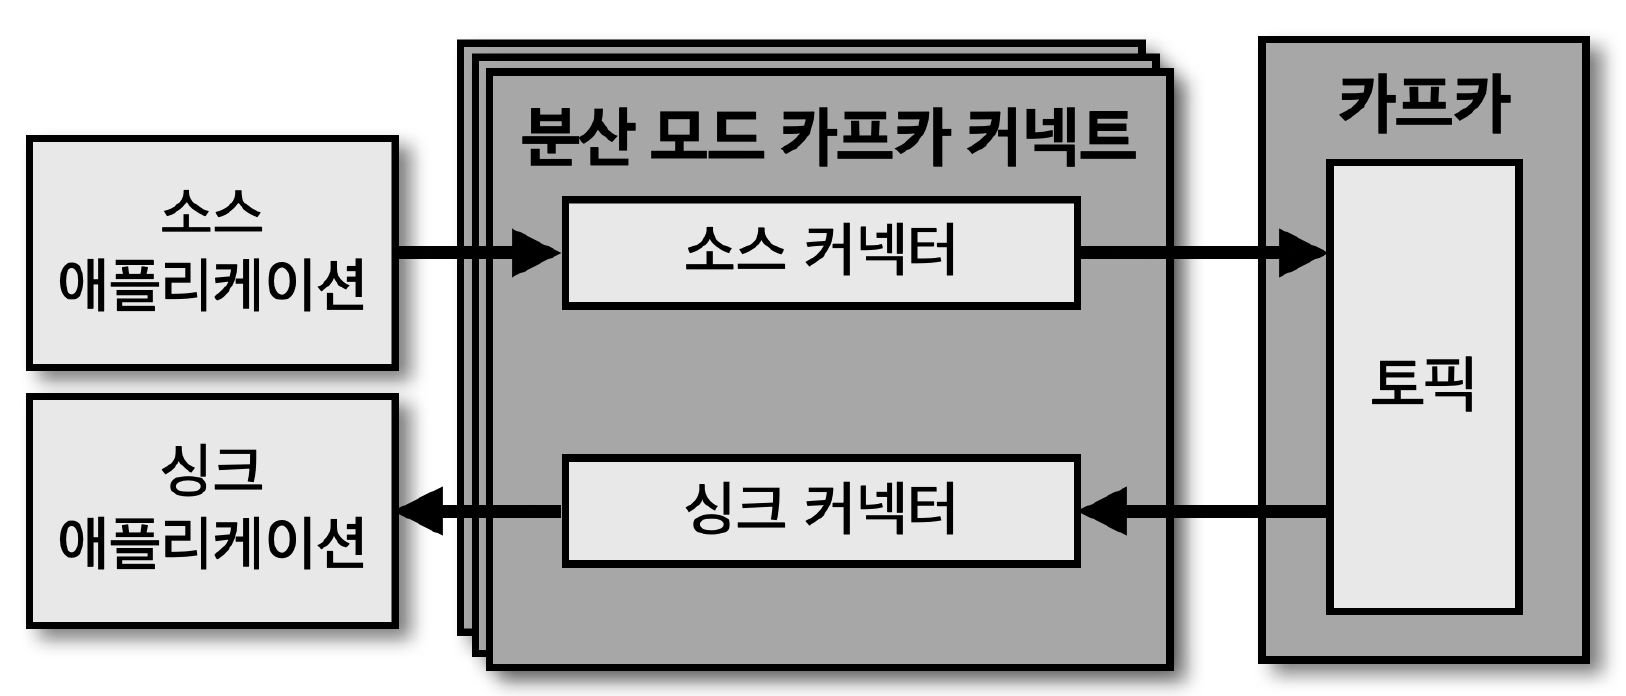 소스
애플리케이션
싱크
애플리케이션
분산 모드 카프카 커넥트
소스 커넥터
싱크 커넥터
카프카
토픽